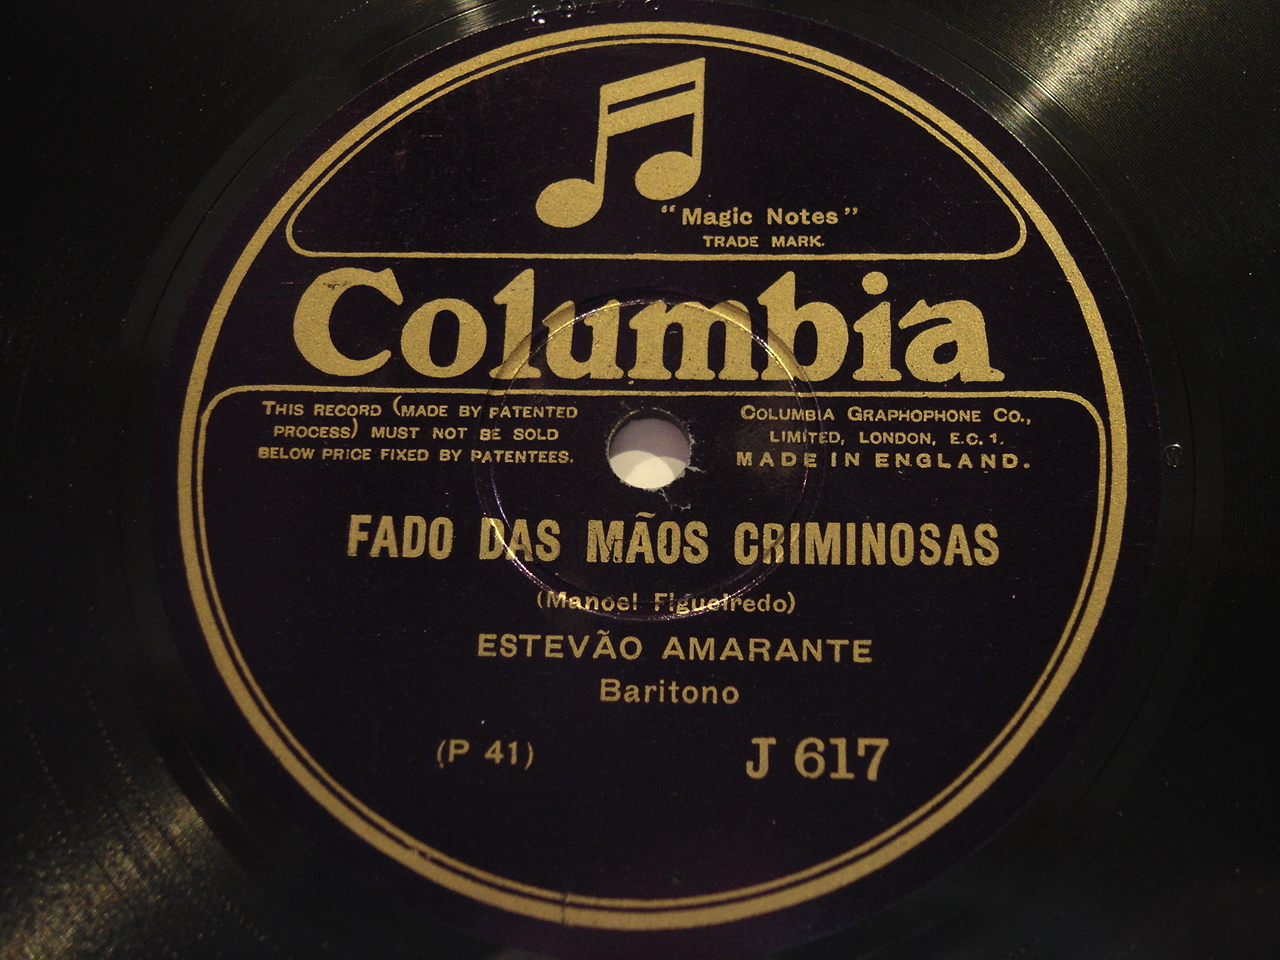 "Magic Notes"
TRADE MARK.
Columbia
THIS RECORD (MADE BY PATENTED
PROCESS) MUST NOT BE SOLD
BELOW PRICE FIXED BY PATENTEES.
COLUMBIA GRAPHOPHONE CO.,
LIMITED, LONDON, E.C.1.
MADE IN ENGLAND.
FADO DAS MÃOS CRIMINOSAS
(Manoel Figueiredo)
ESTEVÃO AMARANTE
Baritono
(P 41) J 617